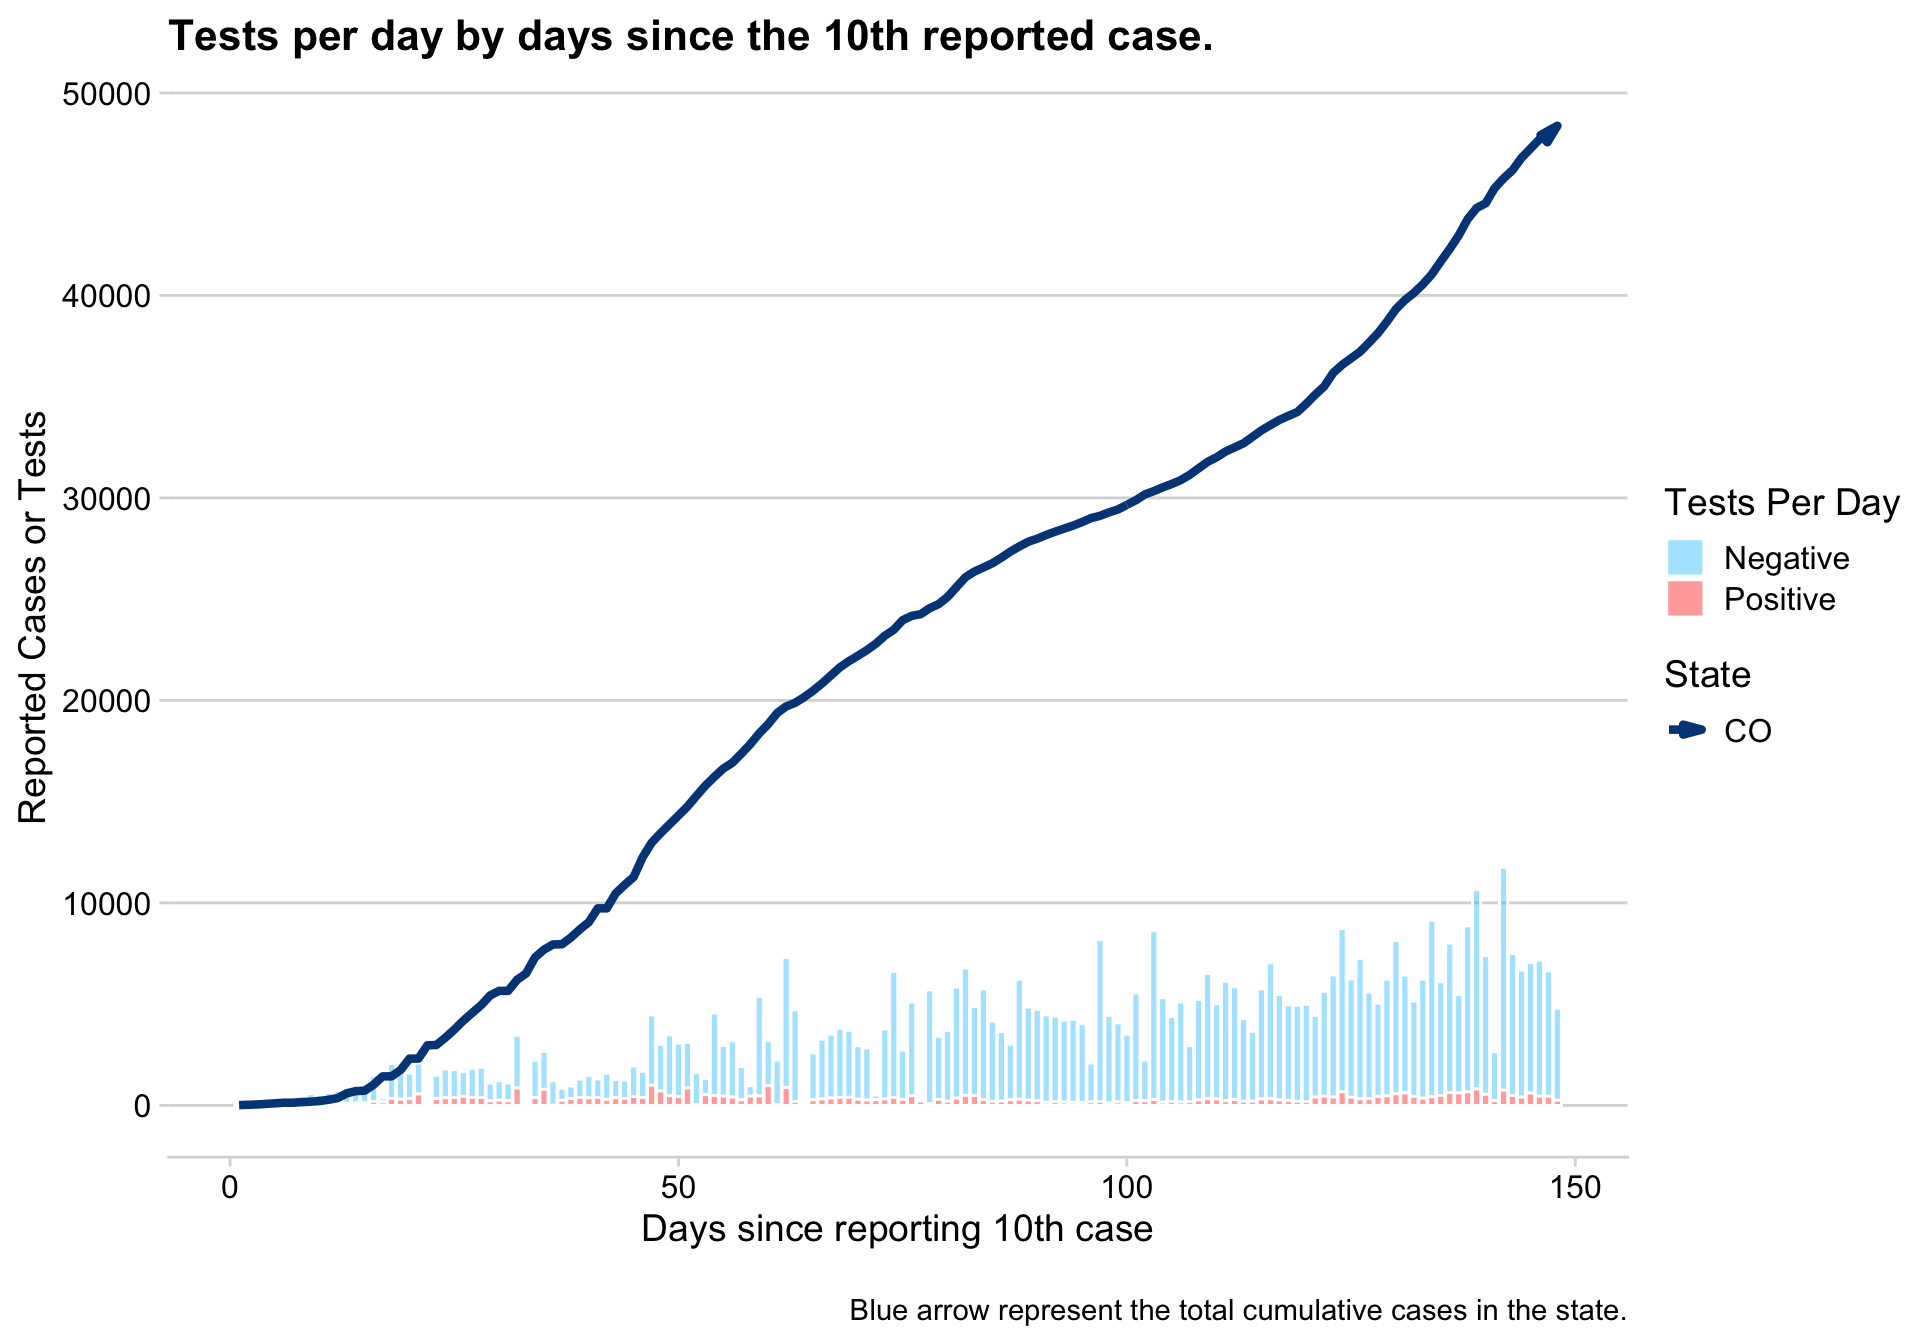 Tests per day by days since the 10th reported case.
50000
40000
30000
20000
10000
0
Reported Cases or Tests
0
50
100
150
Days since reporting 10th case
Tests Per Day
Negative
Positive
State
CO
Blue arrow represent the total cumulative cases in the state.